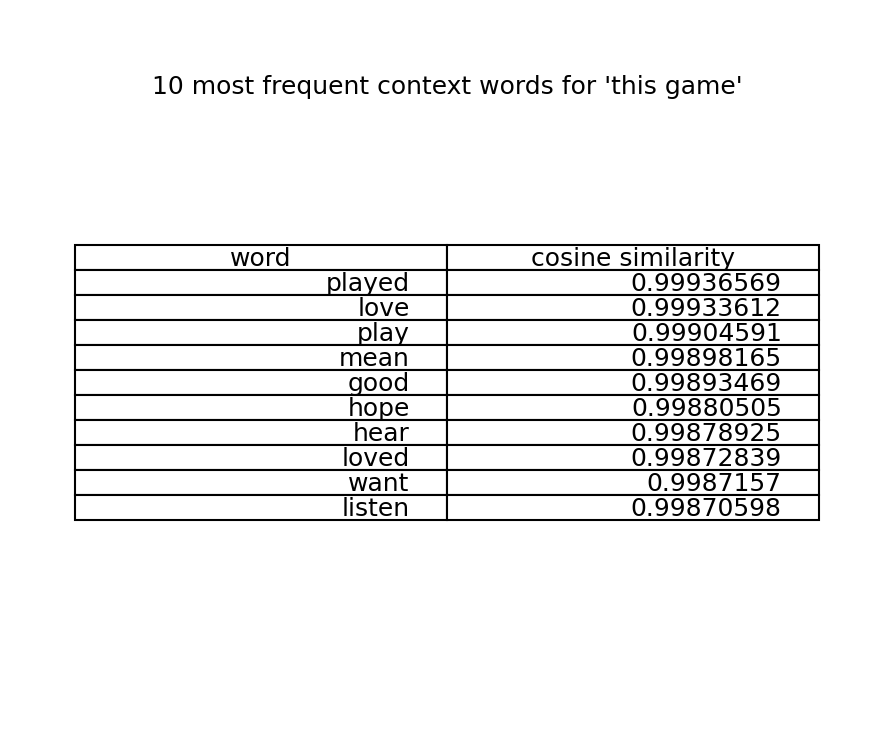 10 most frequent context words for 'this game'
word cosine similarity
played 0.99936569
love 0.99933612
play 0.99904591
mean 0.99898165
good 0.99893469
hope 0.99880505
hear 0.99878925
loved 0.99872839
want 0.9987157
listen 0.99870598